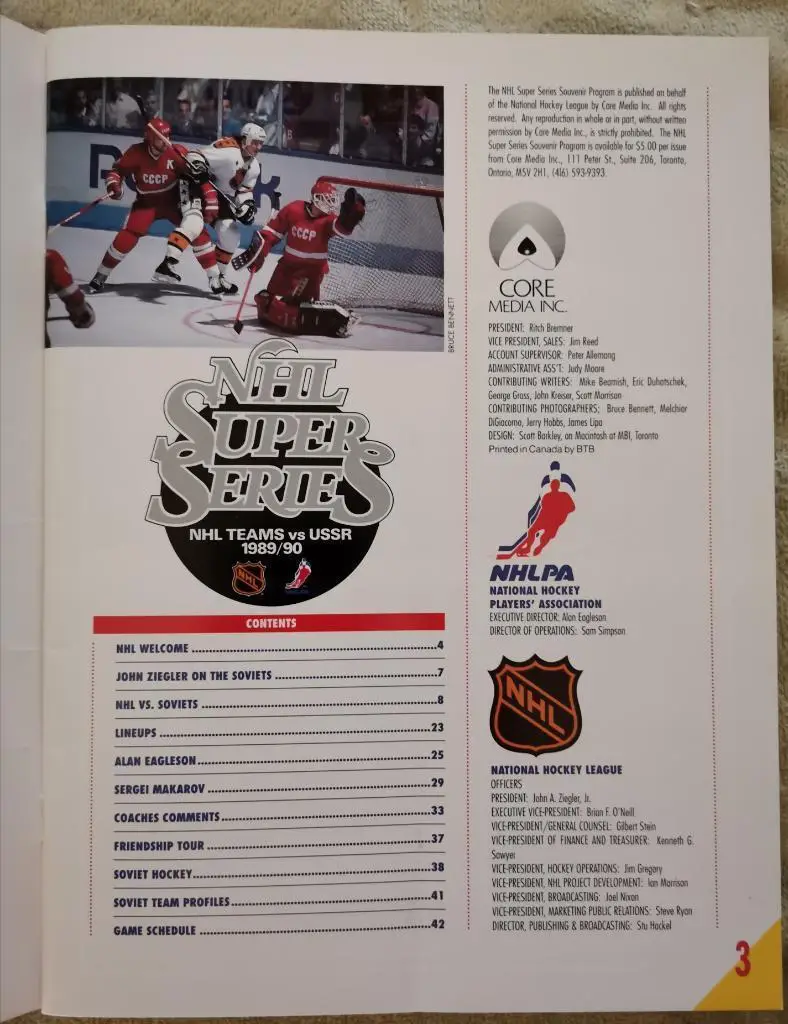 K
CCCP
CCCP
BRUCE BENNETT
NHL
SUPER
SERIES
NHL TEAMS vs USSR
1989/90
NHL
NHLPA
CONTENTS
NHL WELCOME 4
JOHN ZIEGLER ON THE SOVIETS 7
NHL VS. SOVIETS 8
LINEUPS 23
ALAN EAGLESON 25
SERGEI MAKAROV 29
COACHES COMMENTS 33
FRIENDSHIP TOUR 37
SOVIET HOCKEY 38
SOVIET TEAM PROFILES 41
GAME SCHEDULE 42
The NHL Super Series Souvenir Program is published on behalf
of the National Hockey League by Core Media Inc. All rights
reserved. Any reproduction in whole or in part, without written
permission by Core Media Inc., is strictly prohibited. The NHL
Super Series Souvenir Program is available for $5.00 per issue
from Core Media Inc., 111 Peter St., Suite 206, Toronto,
Ontario, M5V 2H1, (416) 593-9393.
CORE
MEDIA INC.
PRESIDENT: Ritch Bremner
VICE PRESIDENT, SALES: Jim Reed
ACCOUNT SUPERVISOR: Peter Allemang
ADMINISTRATIVE ASS'T: Judy Moore
CONTRIBUTING WRITERS: Mike Beamish, Eric Duhatschek,
George Gross, John Kreiser, Scott Morrison
CONTRIBUTING PHOTOGRAPHERS; Bruce Bennett, Melchior
DiGiacomo, Jerry Hobbs, James Lipa
DESIGN: Scott Barkley, on Macintosh at MBI, Toronto
Printed in Canada by BTB
NHLPA
NATIONAL HOCKEY
PLAYERS' ASSOCIATION
EXECUTIVE DIRECTOR: Alan Eagleson
DIRECTOR OF OPERATIONS: Sam Simpson
NHL
NATIONAL HOCKEY LEAGUE
OFFICERS
PRESIDENT: John A. Ziegler, Jr.
EXECUTIVE VICE-PRESIDENT: Brian F. O'Neill
VICE-PRESIDENT/GENERAL COUNSEL: Gilbert Stein
VICE-PRESIDENT OF FINANCE AND TREASURER: Kenneth G.
Sawyer
VICE-PRESIDENT, HOCKEY OPERATIONS: Jim Gregory
VICE-PRESIDENT, NHL PROJECT DEVELOPMENT: Ian Morrison
VICE-PRESIDENT, BROADCASTING: Joel Nixon
VICE-PRESIDENT, MARKETING PUBLIC RELATIONS: Steve Ryan
DIRECTOR, PUBLISHING & BROADCASTING: Stu Hackel
3